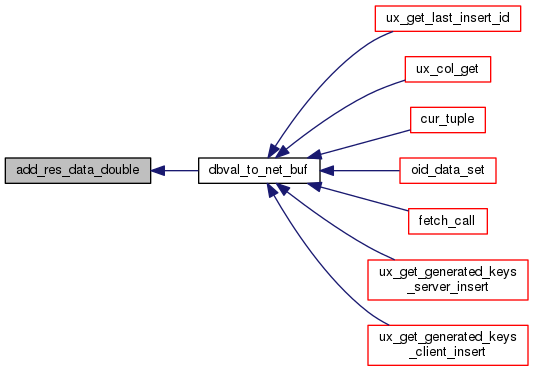 ux_get_last_insert_id
ux_col_get
cur_tuple
add_res_data_double
dbval_to_net_buf
oid_data_set
fetch_call
ux_get_generated_keys
_server_insert
ux_get_generated_keys
_client_insert